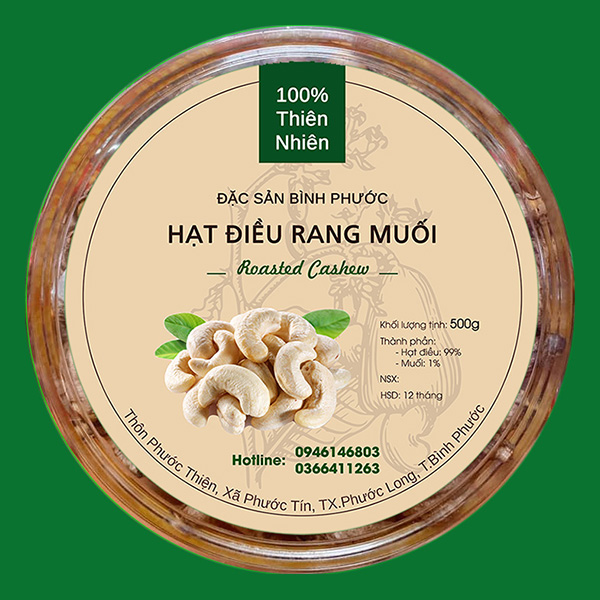 100%
Thiên
Nhiên
ĐẶC SẢN BÌNH PHƯỚC
HẠT ĐIỀU RANG MUỐI
Roasted Cashew
Khối lượng tịnh: 500g
Thành phần:
- Hạt điều: 99%
- Muối: 1%
NSX:
HSD: 12 tháng
Hotline: 0946146803
0366411263
Thôn Phước Thiện, Xã Phước Tín, TX.Phước Long, T.Bình Phước